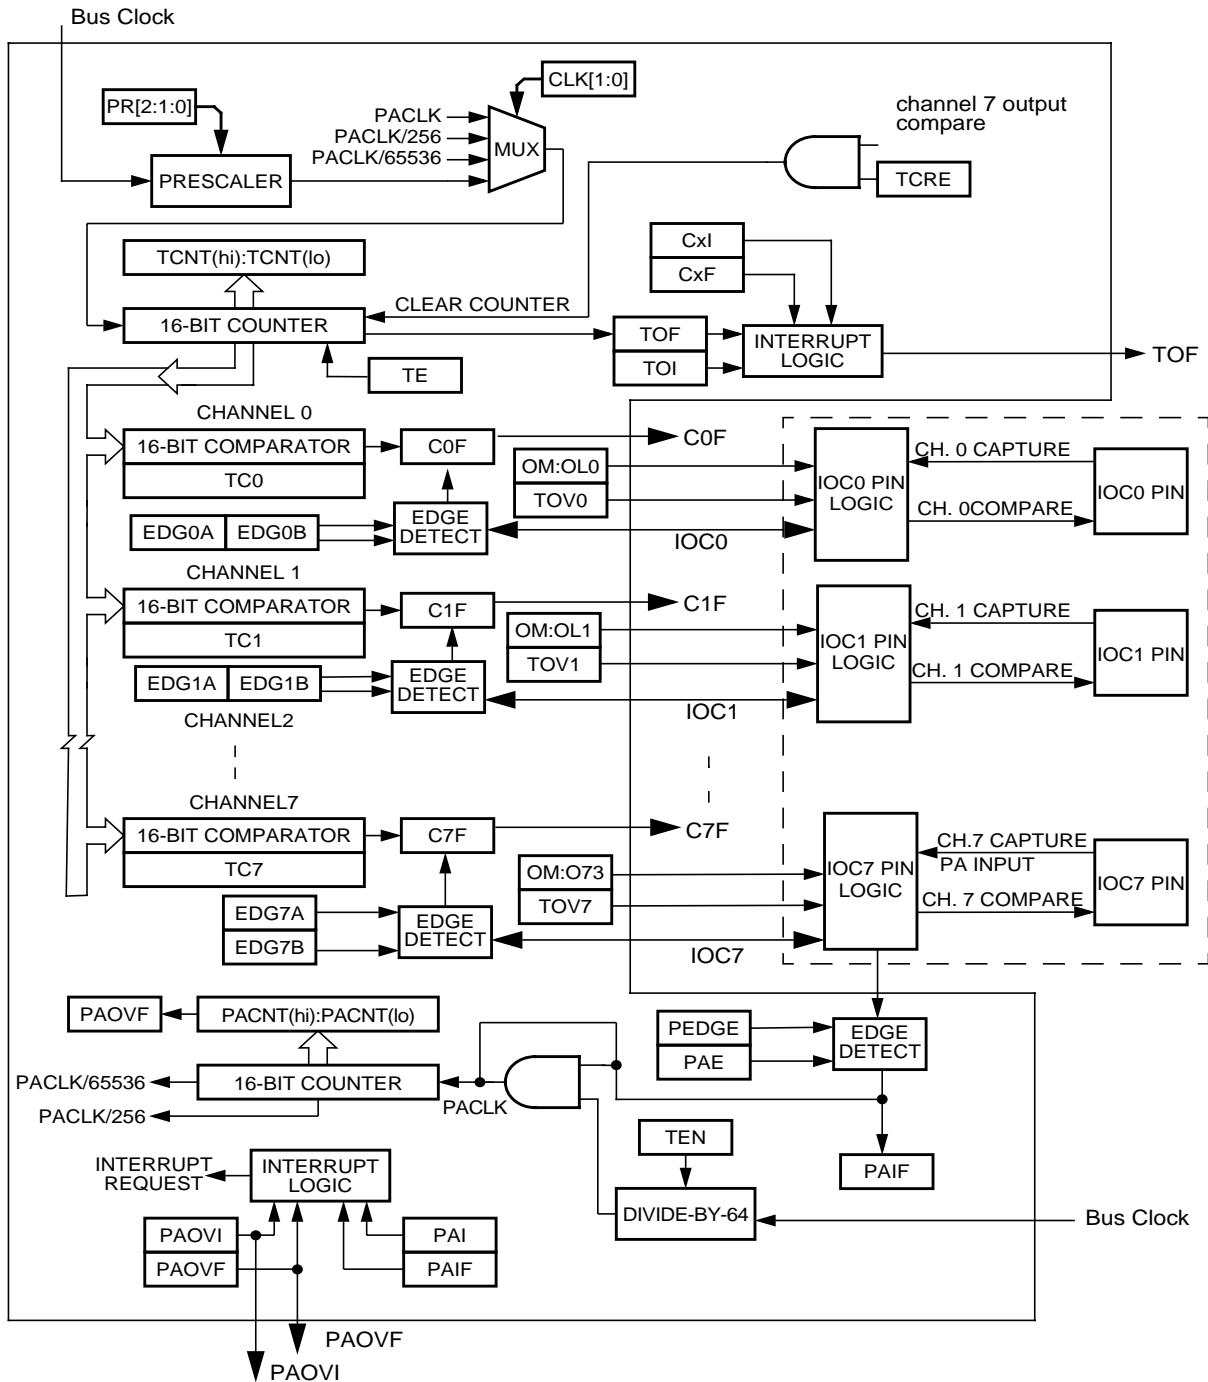 Bus Clock
CLK[1:0]
PR[2:1:0]
PACLK
PACLK/256
PACLK/65536
MUX
channel 7 output
compare
PRESCALER
TCRE
CxI
CxF
TCNT(hi):TCNT(lo)
CLEAR COUNTER
16-BIT COUNTER
TOF
TOI
INTERRUPT
LOGIC
TOF
TE
CHANNEL 0
16-BIT COMPARATOR
TC0
C0F
C0F
OM:OL0
TOV0
EDGE
DETECT
EDG0A
EDG0B
IOC0
IOC0 PIN
LOGIC
CH. 0 CAPTURE
CH. 0COMPARE
IOC0 PIN
CHANNEL 1
16-BIT COMPARATOR
TC1
C1F
C1F
OM:OL1
TOV1
EDGE
DETECT
EDG1A
EDG1B
IOC1
IOC1 PIN
LOGIC
CH. 1 CAPTURE
CH. 1 COMPARE
IOC1 PIN
CHANNEL2
CHANNEL7
16-BIT COMPARATOR
TC7
C7F
C7F
OM:O73
TOV7
EDG7A
EDG7B
EDGE
DETECT
IOC7
IOC7 PIN
LOGIC
CH.7 CAPTURE
PA INPUT
CH. 7 COMPARE
IOC7 PIN
PAOVF
PACNT(hi):PACNT(lo)
PEDGE
PAE
EDGE
DETECT
PACLK/65536
16-BIT COUNTER
PACLK
PACLK/256
TEN
PAIF
INTERRUPT
REQUEST
INTERRUPT
LOGIC
DIVIDE-BY-64
Bus Clock
PAOVI
PAOVF
PAI
PAIF
PAOVF
PAOVI